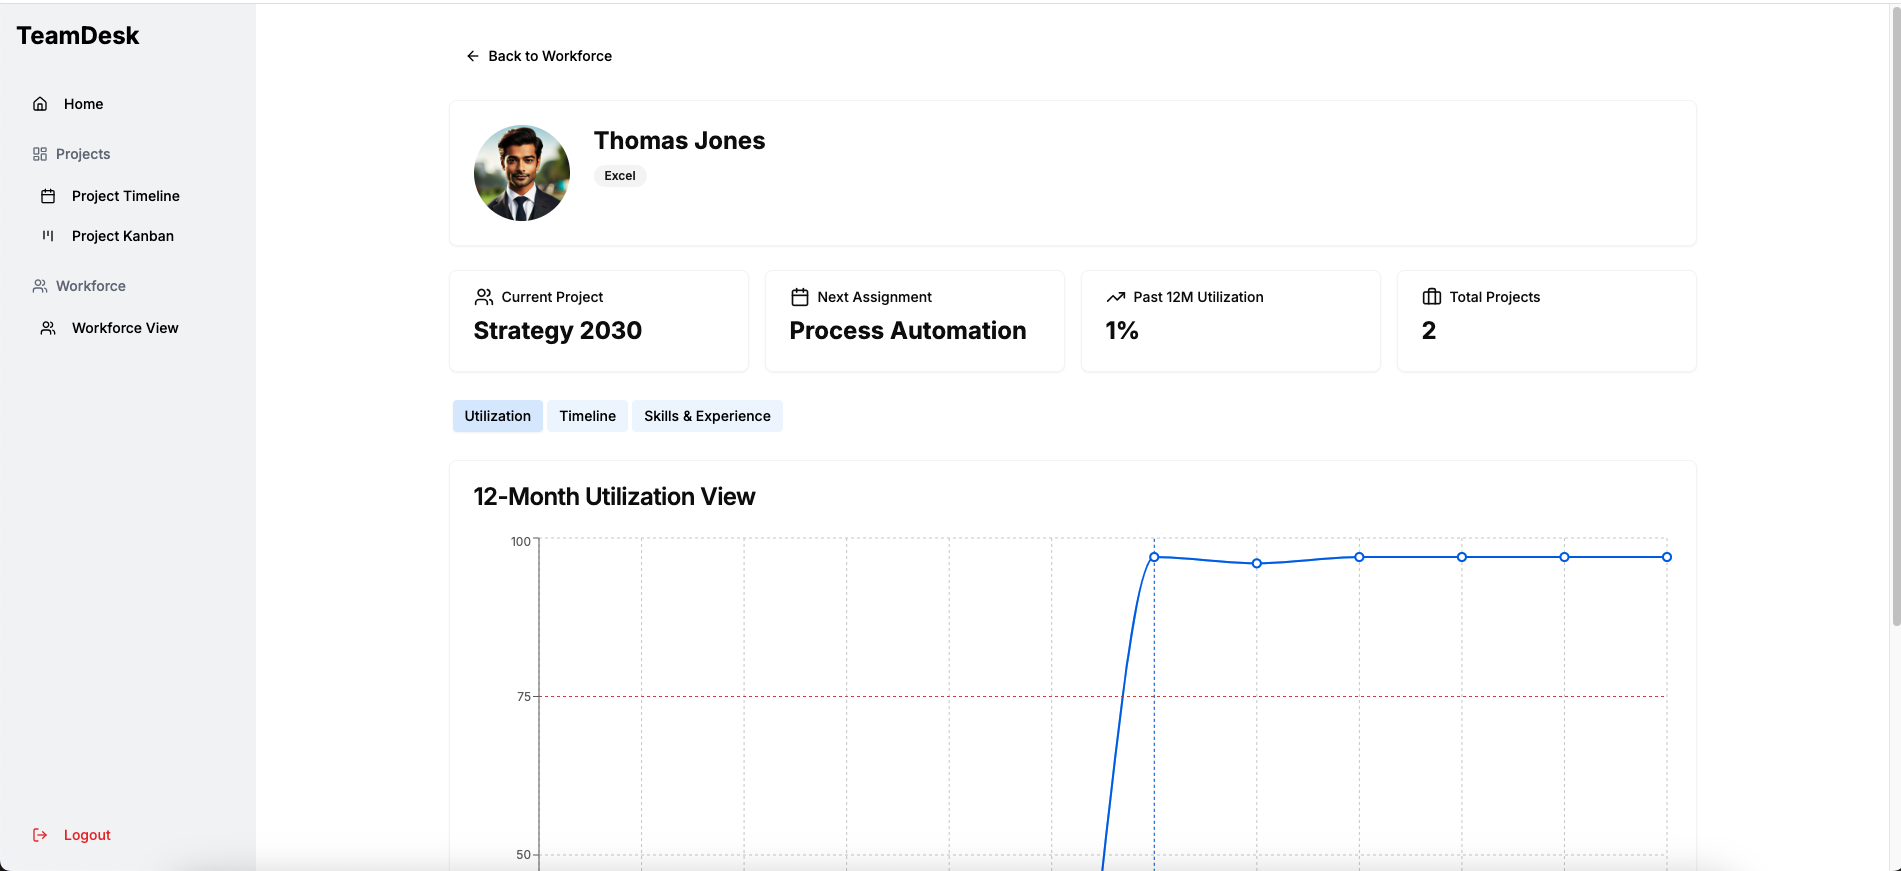 TeamDesk
Home
Projects
Project Timeline
Project Kanban
Workforce
Workforce View
Logout
Back to Workforce
Thomas Jones
Excel
Current Project
Strategy 2030
Next Assignment
Process Automation
Past 12M Utilization
1%
Total Projects
2
Utilization
Timeline
Skills & Experience
12-Month Utilization View
100
75
50